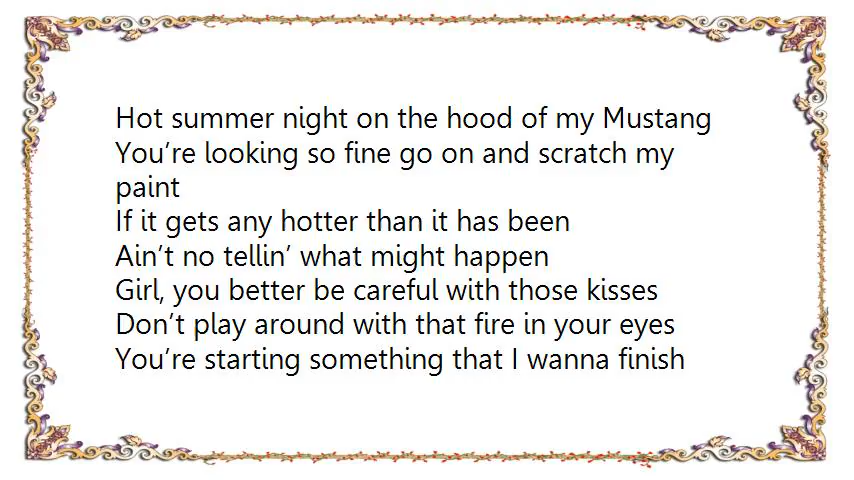 Hot summer night on the hood of my Mustang
You’re looking so fine go on and scratch my
paint
If it gets any hotter than it has been
Ain’t no tellin’ what might happen
Girl, you better be careful with those kisses
Don’t play around with that fire in your eyes
You’re starting something that I wanna finish